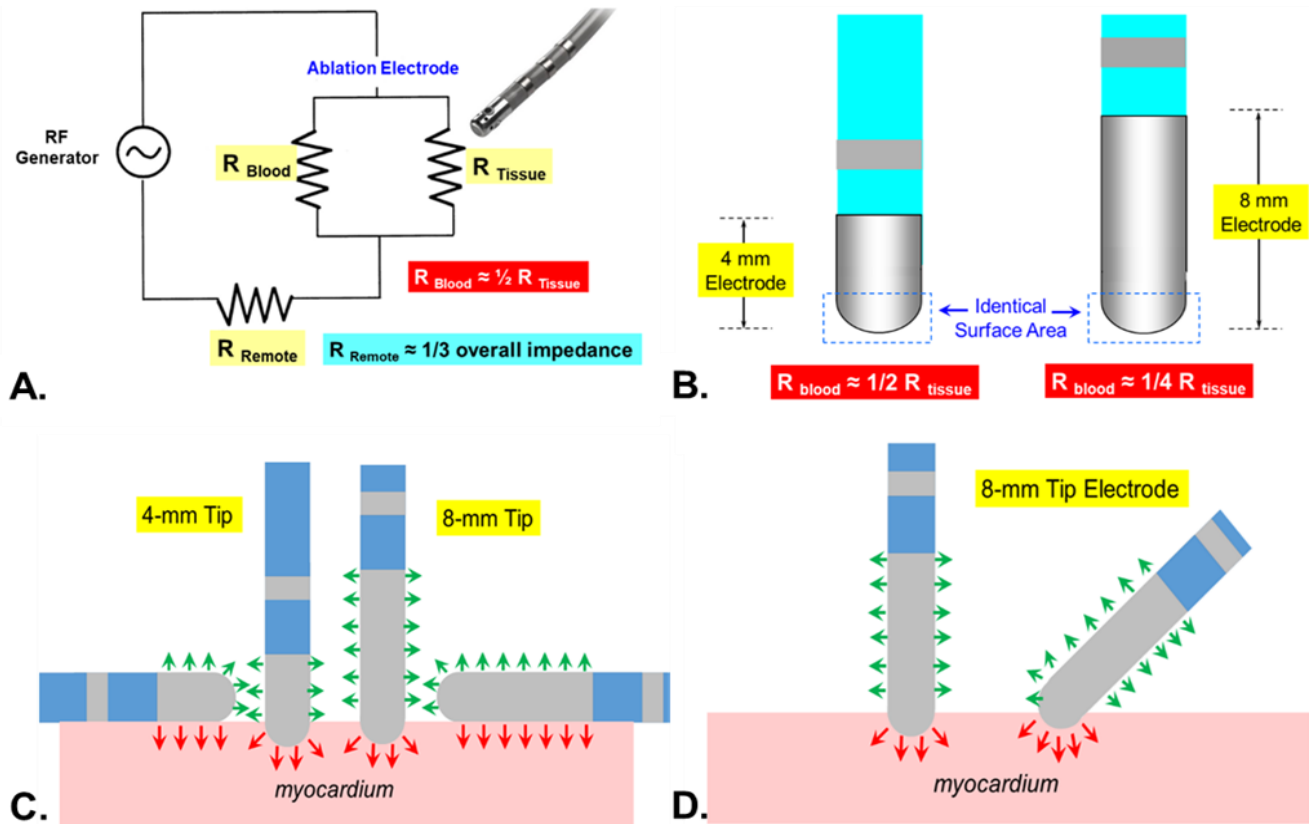 Ablation Electrode
RF
Generator
R Blood
R Tissue
R Blood ≈ ½ R Tissue
R Remote
R Remote ≈ 1/3 overall impedance
A.
4 mm
Electrode
8 mm
Electrode
Identical
Surface Area
R blood ≈ 1/2 R tissue
R blood ≈ 1/4 R tissue
B.
4-mm Tip
8-mm Tip
myocardium
C.
8-mm Tip Electrode
myocardium
D.